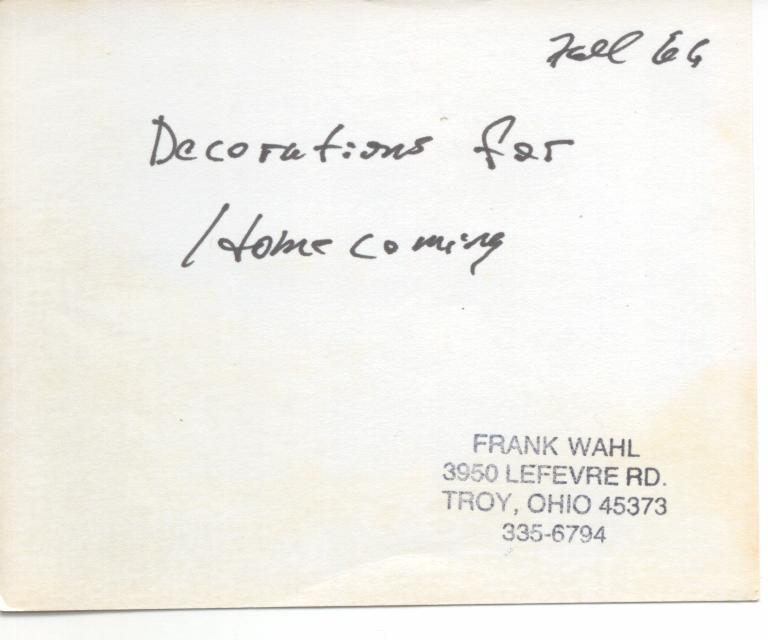 Fall 66
Decorations for
Homecoming
FRANK WAHL
3950 LEFEVRE RD.
TROY, OHIO 45373
335-6794